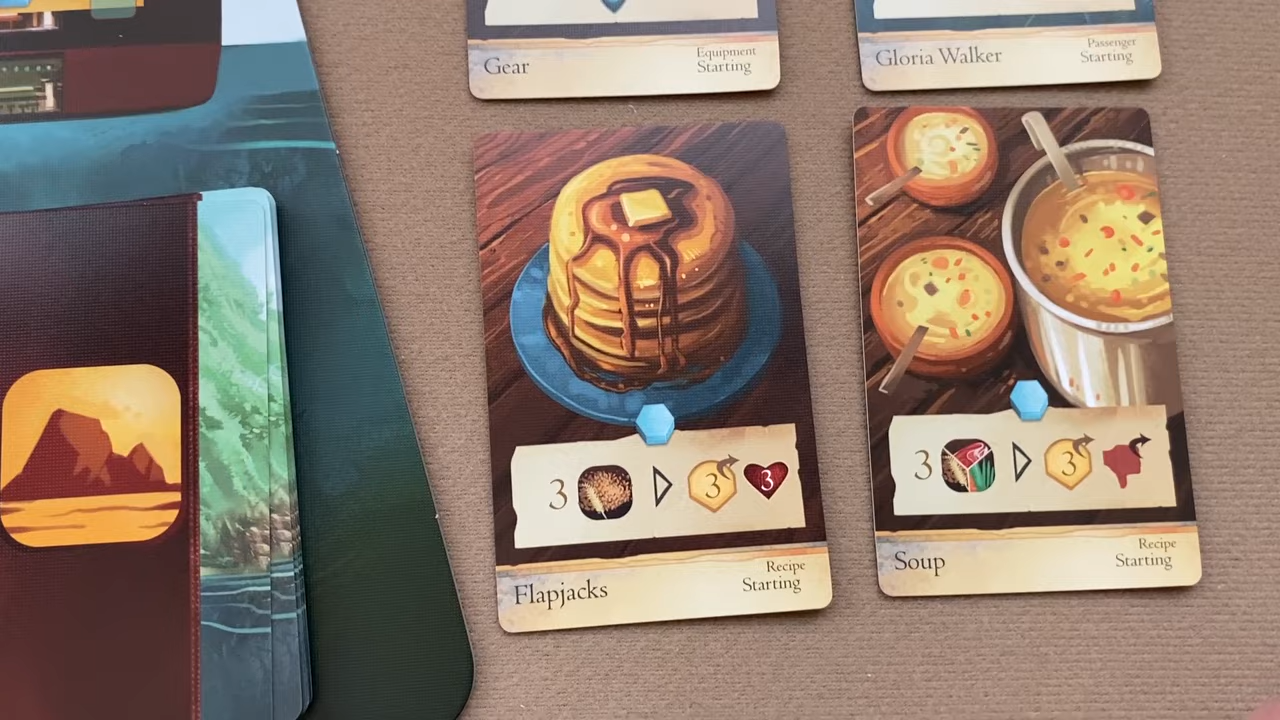 Gear
Equipment
Starting
Gloria Walker
Passenger
Starting
3 3 3
Flapjacks
Recipe
Starting
3 3
Soup
Recipe
Starting